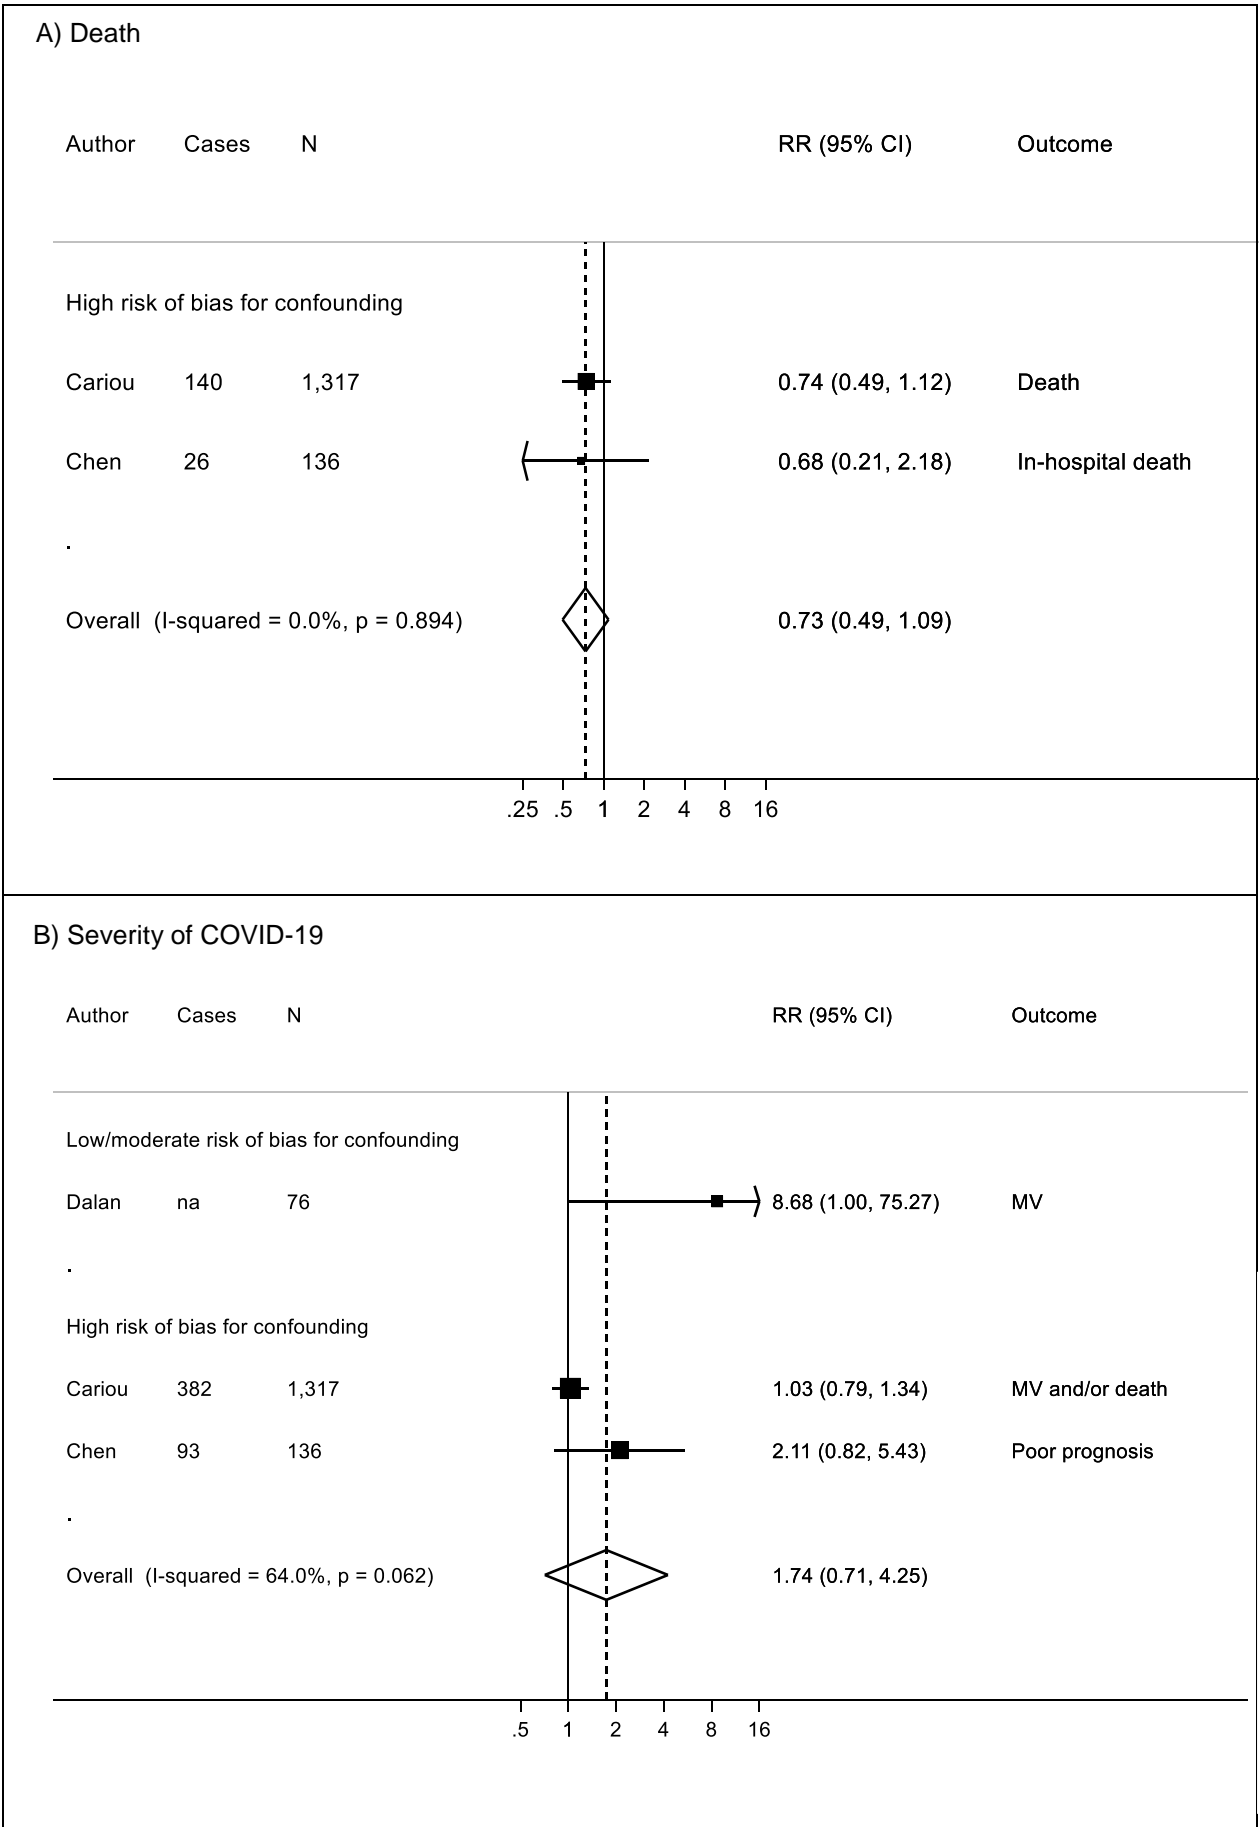 A) Death
Author Cases N RR (95% CI) Outcome
High risk of bias for confounding
Cariou 140 1,317 0.74 (0.49, 1.12) Death
Chen 26 136 0.68 (0.21, 2.18) In-hospital death
.
Overall (I-squared = 0.0%, p = 0.894) 0.73 (0.49, 1.09)
.25 .5 1 2 4 8 16
B) Severity of COVID-19
Author Cases N RR (95% CI) Outcome
Low/moderate risk of bias for confounding
Dalan na 76 8.68 (1.00, 75.27) MV
.
High risk of bias for confounding
Cariou 382 1,317 1.03 (0.79, 1.34) MV and/or death
Chen 93 136 2.11 (0.82, 5.43) Poor prognosis
.
Overall (I-squared = 64.0%, p = 0.062) 1.74 (0.71, 4.25)
.5 1 2 4 8 16